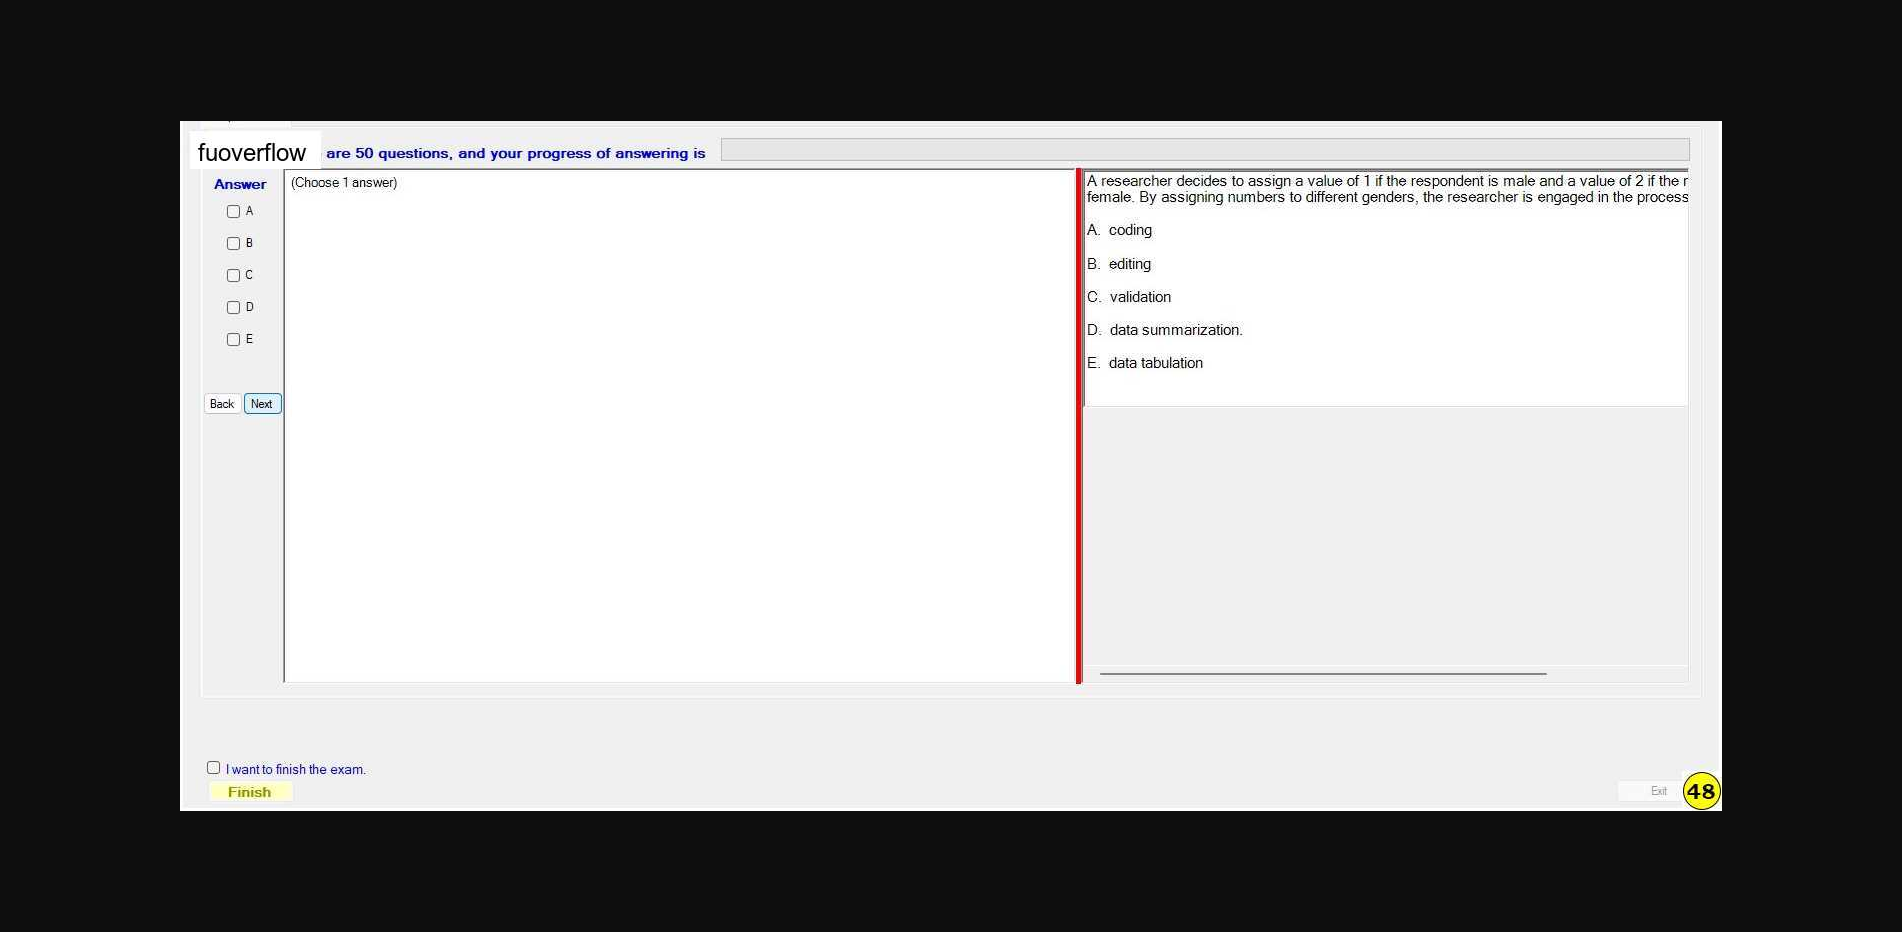 fuoverflow are 50 questions, and your progress of answering is
Answer
A
B
C
D
E
Back Next
(Choose 1 answer)
A researcher decides to assign a value of 1 if the respondent is male and a value of 2 if the
female. By assigning numbers to different genders, the researcher is engaged in the process
A. coding
B. editing
C. validation
D. data summarization.
E. data tabulation
I want to finish the exam.
Finish
Exit
48